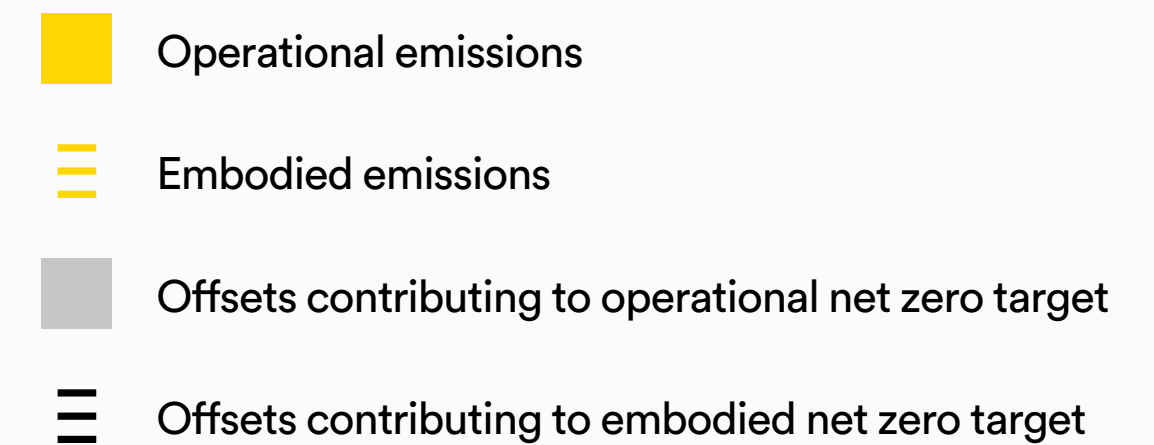 Operational emissions
Embodied emissions
Offsets contributing to operational net zero target
Offsets contributing to embodied net zero target